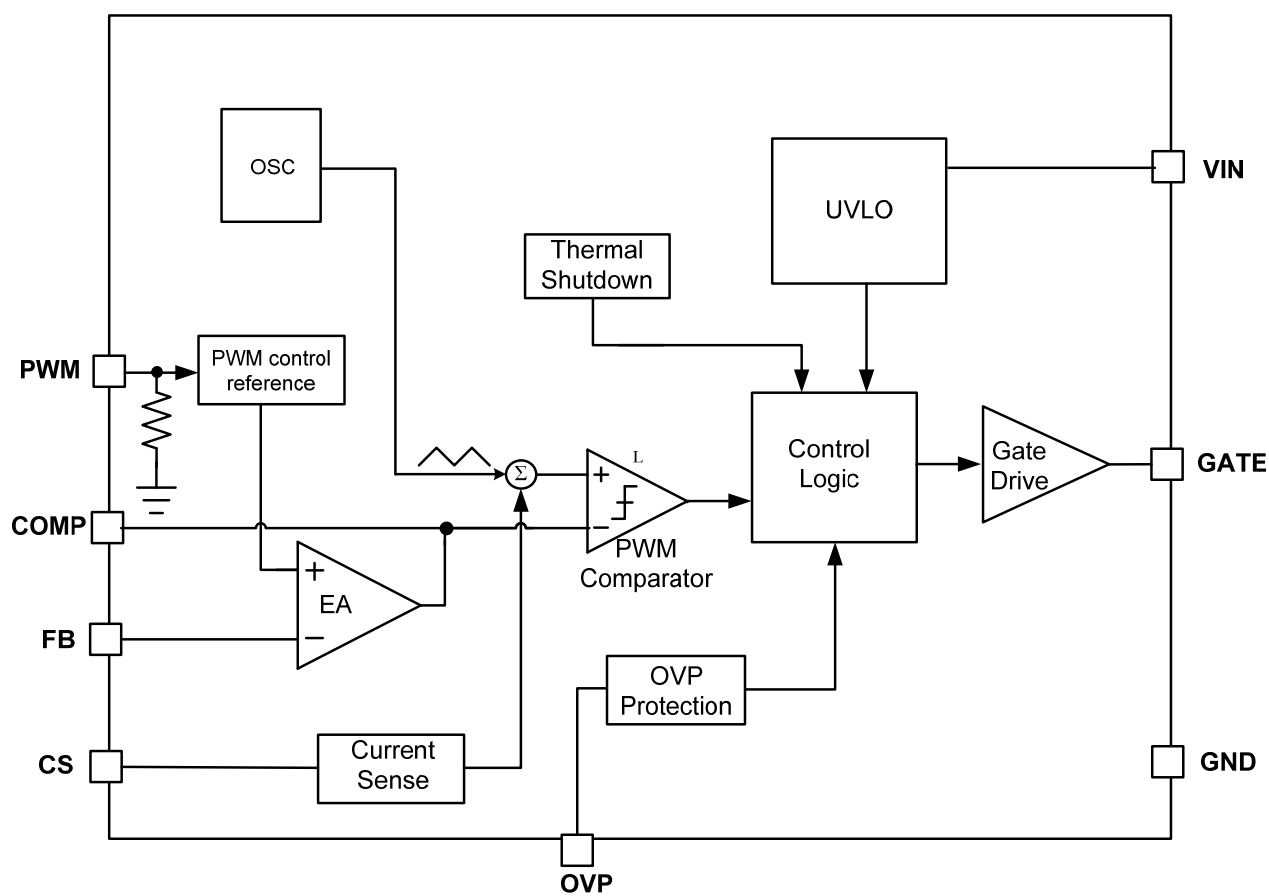 OSC
UVLO
VIN
Thermal
Shutdown
PWM
PWM control
reference
L
Σ
+
−
Control
Logic
Gate
Drive
GATE
COMP
PWM
Comparator
+
EA
−
FB
OVP
Protection
Current
Sense
CS
GND
OVP